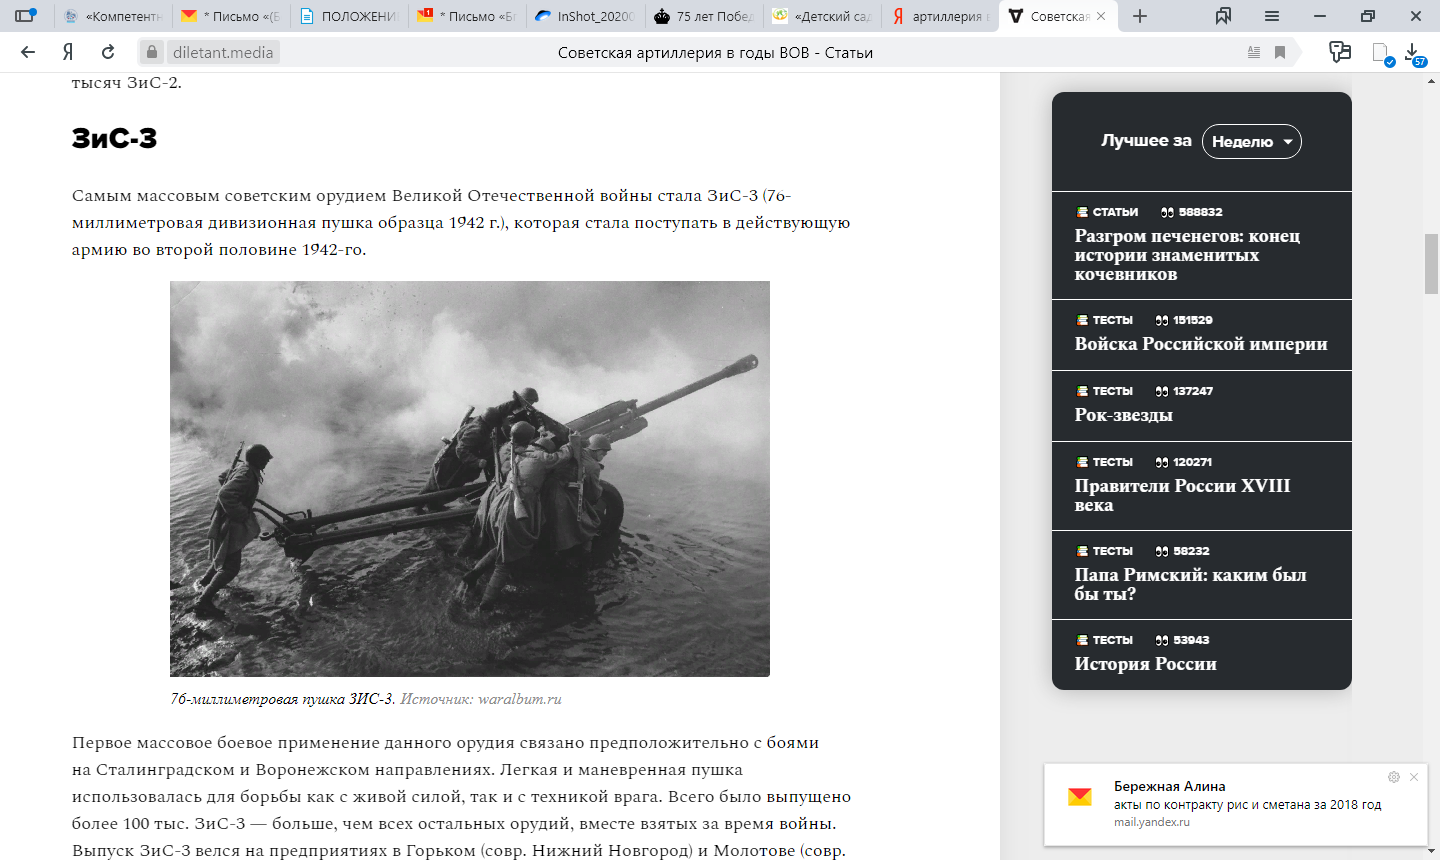 «Компетентн
* Письмо «(Б
ПОЛОЖЕНИЕ
* Письмо «Бг
InShot_2020(
75 лет Побед
«Детский сад
артиллерия в
Советская
Я
diletant.media
Советская артиллерия в годы ВОВ - Статьи
57
тысяч ЗиС-2.
ЗиС-3
Самым массовым советским орудием Великой Отечественной войны стала ЗиС-3 (76-
миллиметровая дивизионная пушка образца 1942 г.), которая стала поступать в действующую
армию во второй половине 1942-го.
76-миллиметровая пушка ЗИС-3. Источник: waralbum.ru
Первое массовое боевое применение данного орудия связано предположительно с боями
на Сталинградском и Воронежском направлениях. Легкая и маневренная пушка
использовалась для борьбы как с живой силой, так и с техникой врага. Всего было выпущено
более 100 тыс. ЗиС-3 — больше, чем всех остальных орудий, вместе взятых за время войны.
Выпуск ЗиС-3 велся на предприятиях в Горьком (совр. Нижний Новгород) и Молотове (совр.
Лучшее за Неделю
СТАТЬИ 588832
Разгром печенегов: конец
истории знаменитых
кочевников
ТЕСТЫ 151529
Войска Российской империи
ТЕСТЫ 137247
Рок-звезды
ТЕСТЫ 120271
Правители России XVIII
века
ТЕСТЫ 58232
Папа Римский: каким был
бы ты?
ТЕСТЫ 53943
История России
Бережная Алина
акты по контракту рис и сметана за 2018 год
mail.yandex.ru